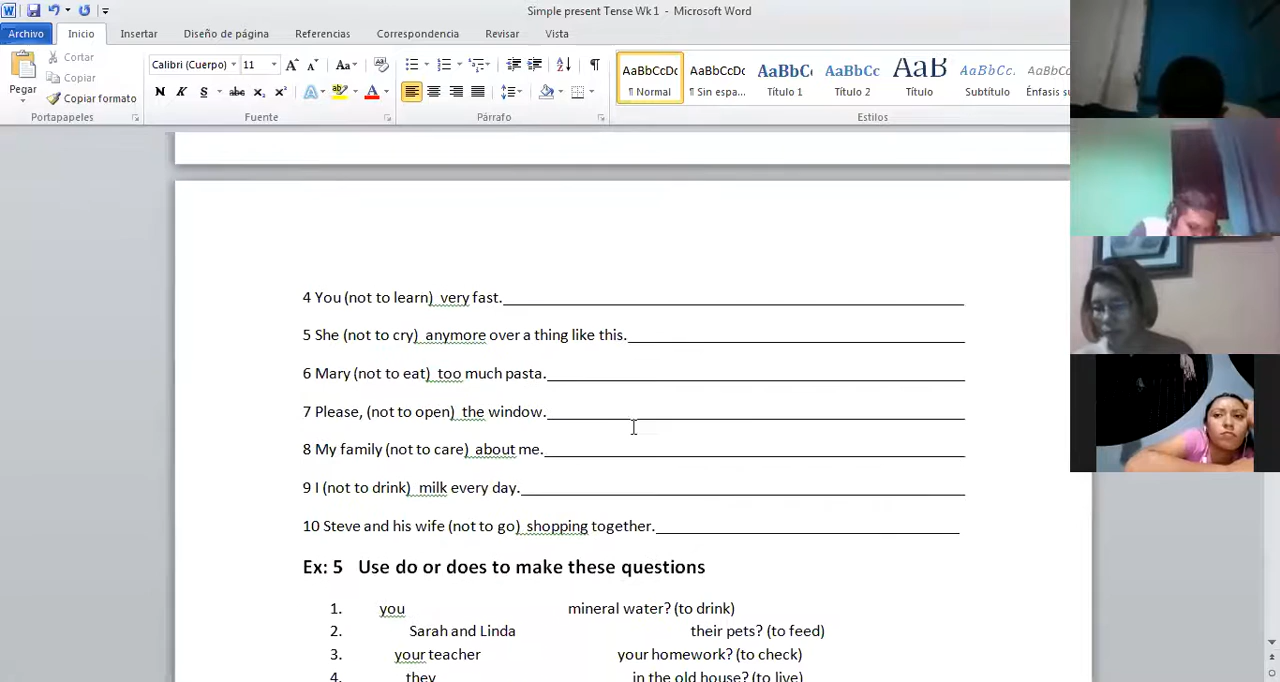 Simple present Tense Wk 1 - Microsoft Word
Archivo Inicio Insertar Diseño de página Referencias Correspondencia Revisar Vista
Pegar
Cortar
Copiar
Copiar formato
Portapapeles
Calibri (Cuerpo) 11
Fuente
Párrafo
AaBbCcDc AaBbCcDc AaBbC AaBbCc AaB AaBbCc. AaBbCc
¶ Normal ¶ Sin espa... Título 1 Título 2 Título Subtítulo Énfasis su
Estilos
4 You (not to learn) very fast.
5 She (not to cry) anymore over a thing like this.
6 Mary (not to eat) too much pasta.
7 Please, (not to open) the window.
8 My family (not to care) about me.
9 I (not to drink) milk every day.
10 Steve and his wife (not to go) shopping together.
Ex: 5 Use do or does to make these questions
1. you mineral water? (to drink)
2. Sarah and Linda their pets? (to feed)
3. your teacher your homework? (to check)
4. they in the old house? (to live)